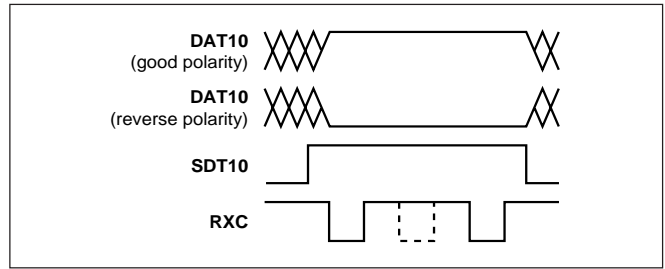 DAT10
(good polarity)
DAT10
(reverse polarity)
SDT10
RXC